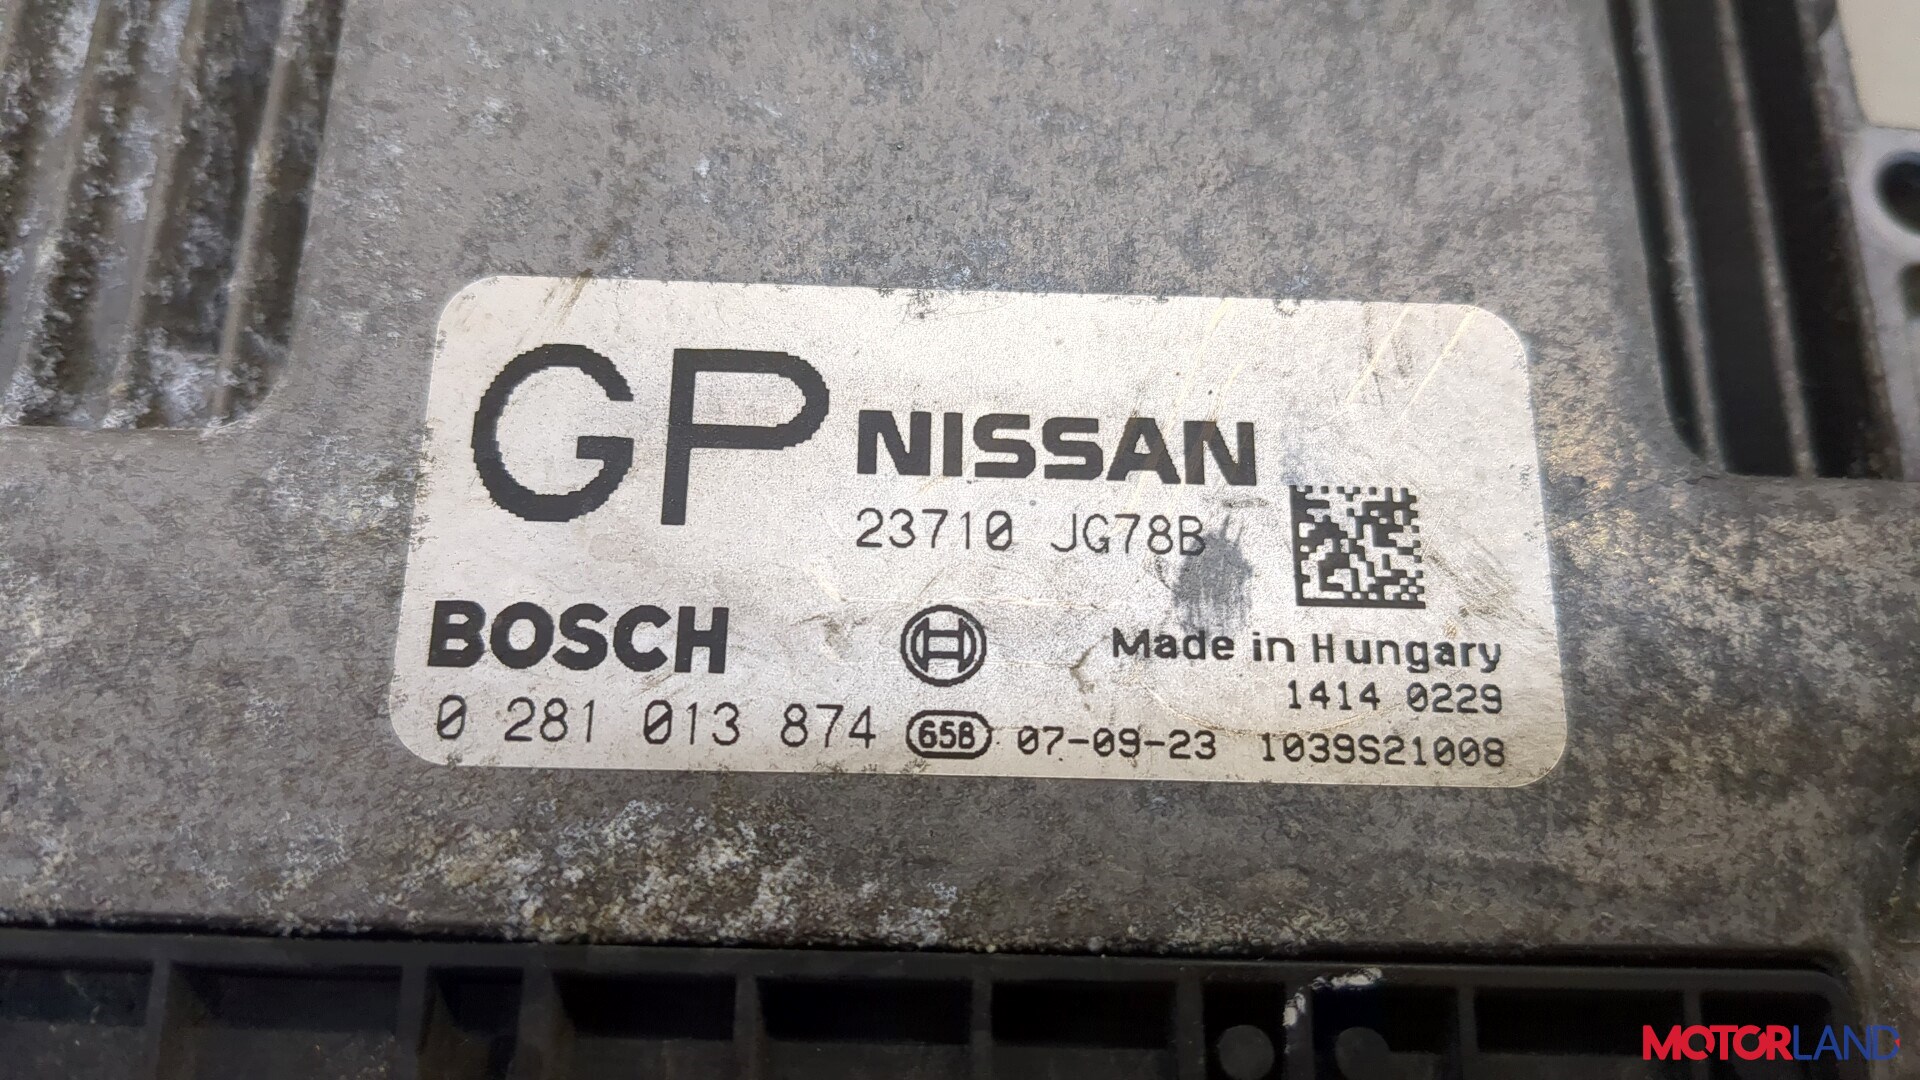 GP NISSAN
23710 JG78B
BOSCH
Made in Hungary
1414 0229
0 281 013 874 65B 07-09-23 1039S21008
MOTORLAND